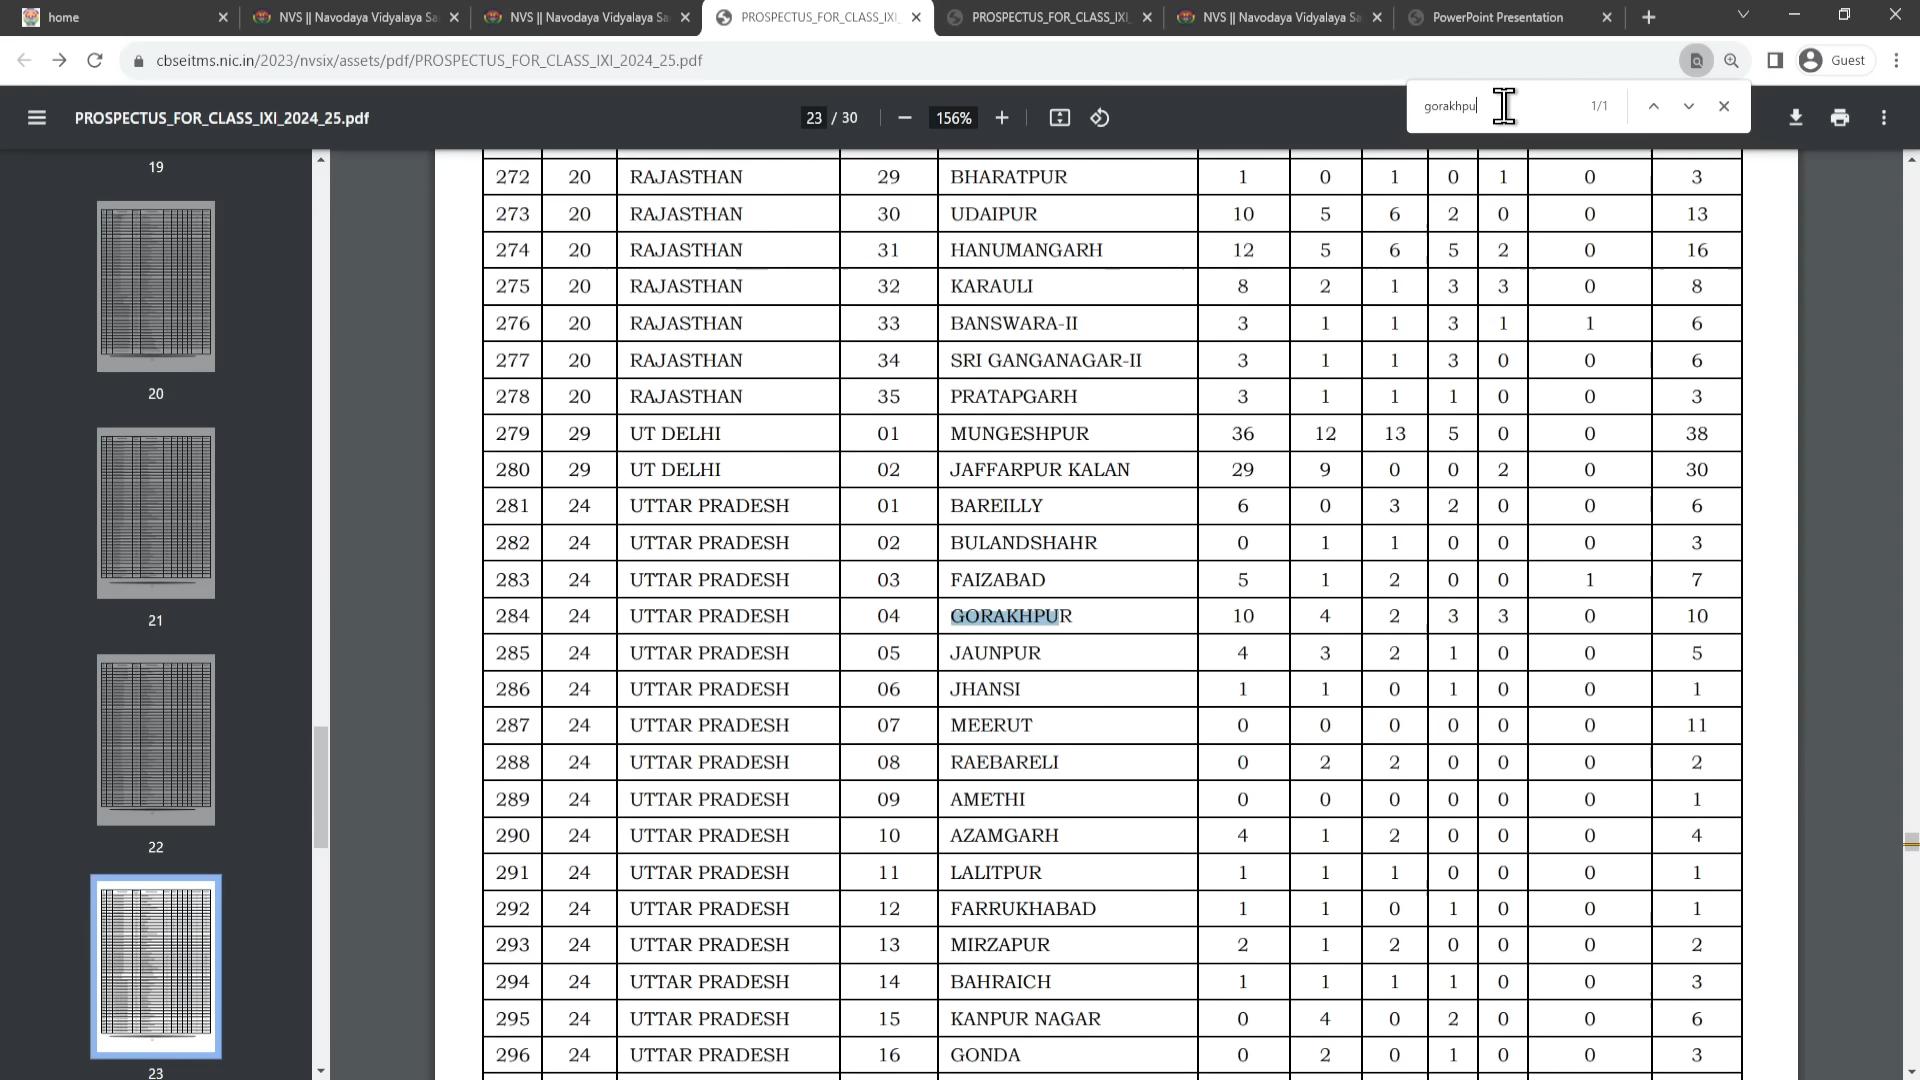 home
NVS || Navodaya Vidyalaya Sa
NVS || Navodaya Vidyalaya Sa
PROSPECTUS_FOR_CLASS_IXI_
PROSPECTUS_FOR_CLASS_IXI_
NVS || Navodaya Vidyalaya Sa
PowerPoint Presentation
cbseitms.nic.in/2023/nvsix/assets/pdf/PROSPECTUS_FOR_CLASS_IXI_2024_25.pdf
Guest
gorakhpu 1/1
PROSPECTUS_FOR_CLASS_IXI_2024_25.pdf
23 / 30
156%
19
20
21
22
23
272 20 RAJASTHAN 29 BHARATPUR 1 0 1 0 1 0 3
273 20 RAJASTHAN 30 UDAIPUR 10 5 6 2 0 0 13
274 20 RAJASTHAN 31 HANUMANGARH 12 5 6 5 2 0 16
275 20 RAJASTHAN 32 KARAULI 8 2 1 3 3 0 8
276 20 RAJASTHAN 33 BANSWARA-II 3 1 1 3 1 1 6
277 20 RAJASTHAN 34 SRI GANGANAGAR-II 3 1 1 3 0 0 6
278 20 RAJASTHAN 35 PRATAPGARH 3 1 1 1 0 0 3
279 29 UT DELHI 01 MUNGESHPUR 36 12 13 5 0 0 38
280 29 UT DELHI 02 JAFFARPUR KALAN 29 9 0 0 2 0 30
281 24 UTTAR PRADESH 01 BAREILLY 6 0 3 2 0 0 6
282 24 UTTAR PRADESH 02 BULANDSHAHR 0 1 1 0 0 0 3
283 24 UTTAR PRADESH 03 FAIZABAD 5 1 2 0 0 1 7
284 24 UTTAR PRADESH 04 GORAKHPUR 10 4 2 3 3 0 10
285 24 UTTAR PRADESH 05 JAUNPUR 4 3 2 1 0 0 5
286 24 UTTAR PRADESH 06 JHANSI 1 1 0 1 0 0 1
287 24 UTTAR PRADESH 07 MEERUT 0 0 0 0 0 0 11
288 24 UTTAR PRADESH 08 RAEBARELI 0 2 2 0 0 0 2
289 24 UTTAR PRADESH 09 AMETHI 0 0 0 0 0 0 1
290 24 UTTAR PRADESH 10 AZAMGARH 4 1 2 0 0 0 4
291 24 UTTAR PRADESH 11 LALITPUR 1 1 1 0 0 0 1
292 24 UTTAR PRADESH 12 FARRUKHABAD 1 1 0 1 0 0 1
293 24 UTTAR PRADESH 13 MIRZAPUR 2 1 2 0 0 0 2
294 24 UTTAR PRADESH 14 BAHRAICH 1 1 1 1 0 0 3
295 24 UTTAR PRADESH 15 KANPUR NAGAR 0 4 0 2 0 0 6
296 24 UTTAR PRADESH 16 GONDA 0 2 0 1 0 0 3